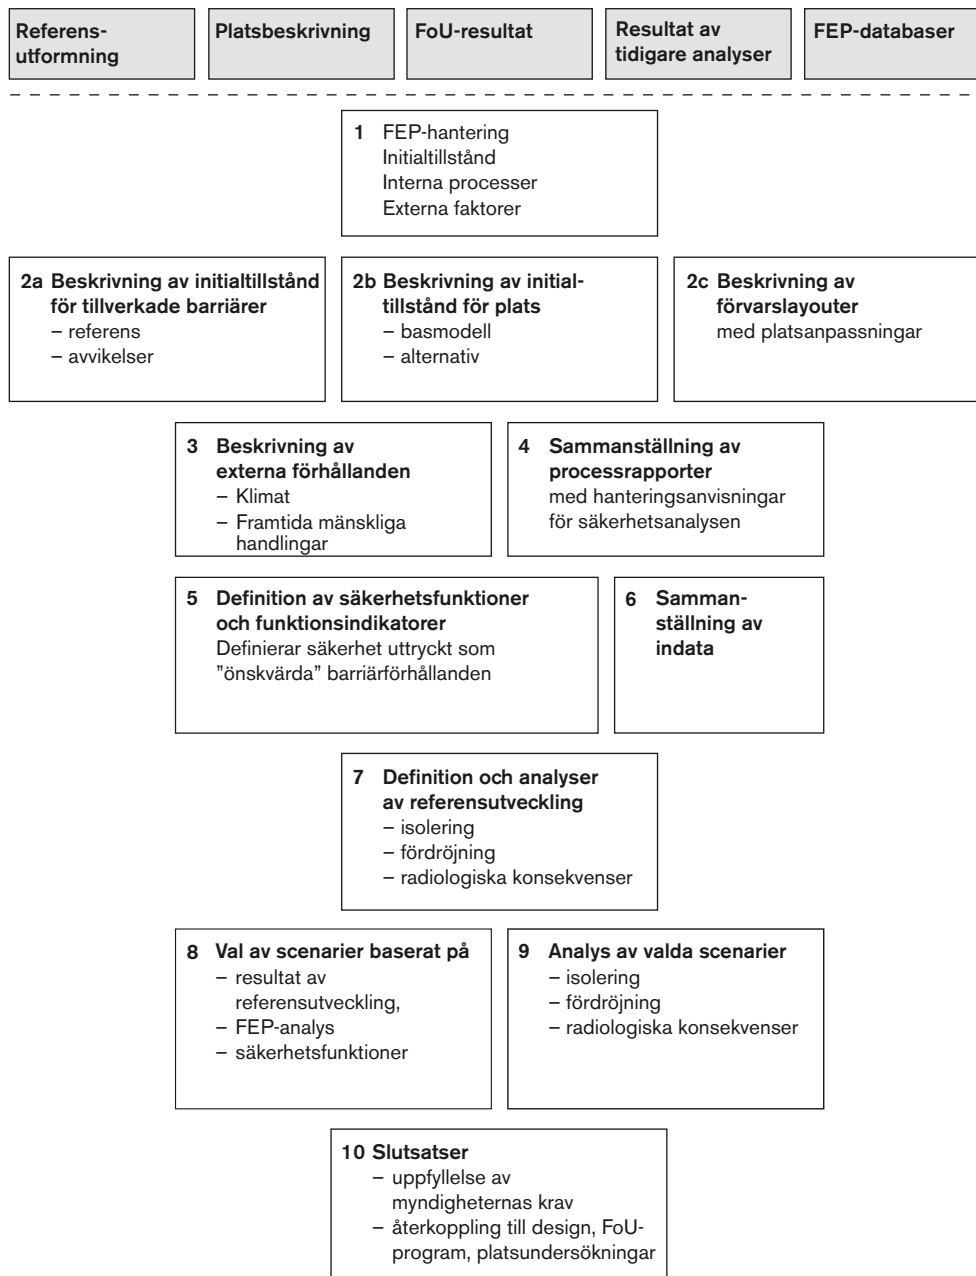 Referens-
utformning
Platsbeskrivning
FoU-resultat
Resultat av
tidigare analyser
FEP-databaser
1 FEP-hantering
Initialtillstånd
Interna processer
Externa faktorer
2a Beskrivning av initialtillstånd
för tillverkade barriärer
– referens
– avvikelser
2b Beskrivning av initial-
tillstånd för plats
– basmodell
– alternativ
2c Beskrivning av
förvarslayouter
med platsanpassningar
3 Beskrivning av
externa förhållanden
– Klimat
– Framtida mänskliga
handlingar
4 Sammanställning av
processrapporter
med hanteringsanvisningar
för säkerhetsanalysen
5 Definition av säkerhetsfunktioner
och funktionsindikatorer
Definierar säkerhet uttryckt som
”önskvärda” barriärförhållanden
6 Samman-
ställning av
indata
7 Definition och analyser
av referensutveckling
– isolering
– fördröjning
– radiologiska konsekvenser
8 Val av scenarier baserat på
– resultat av
referensutveckling,
– FEP-analys
– säkerhetsfunktioner
9 Analys av valda scenarier
– isolering
– fördröjning
– radiologiska konsekvenser
10 Slutsatser
– uppfyllelse av
myndigheternas krav
– återkoppling till design, FoU-
program, platsundersökningar